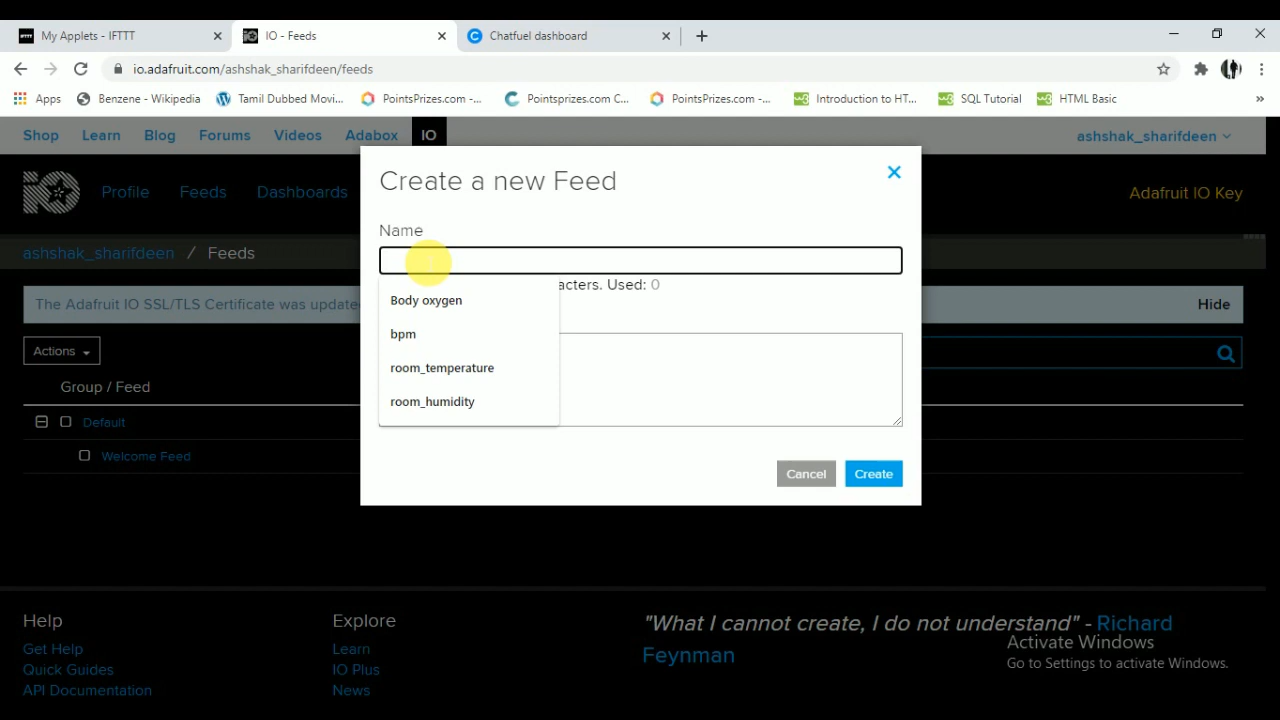 My Applets - IFTTT
IO - Feeds
Chatfuel dashboard
io.adafruit.com/ashshak_sharifdeen/feeds
Apps
Benzene - Wikipedia
Tamil Dubbed Movi...
PointsPrizes.com -...
Pointsprizes.com C...
PointsPrizes.com -...
Introduction to HT...
SQL Tutorial
HTML Basic
»
Shop Learn Blog Forums Videos Adabox IO
ashshak_sharifdeen
Profile Feeds Dashboards
Adafruit IO Key
ashshak_sharifdeen / Feeds
The Adafruit IO SSL/TLS Certificate was update
Hide
Actions
Group / Feed
Default
Welcome Feed
Create a new Feed
Name
acters. Used: 0
Body oxygen
bpm
room_temperature
room_humidity
Cancel
Create
Help
Get Help
Quick Guides
API Documentation
Explore
Learn
IO Plus
News
"What I cannot create, I do not understand" - Richard
Feynman
Activate Windows
Go to Settings to activate Windows.